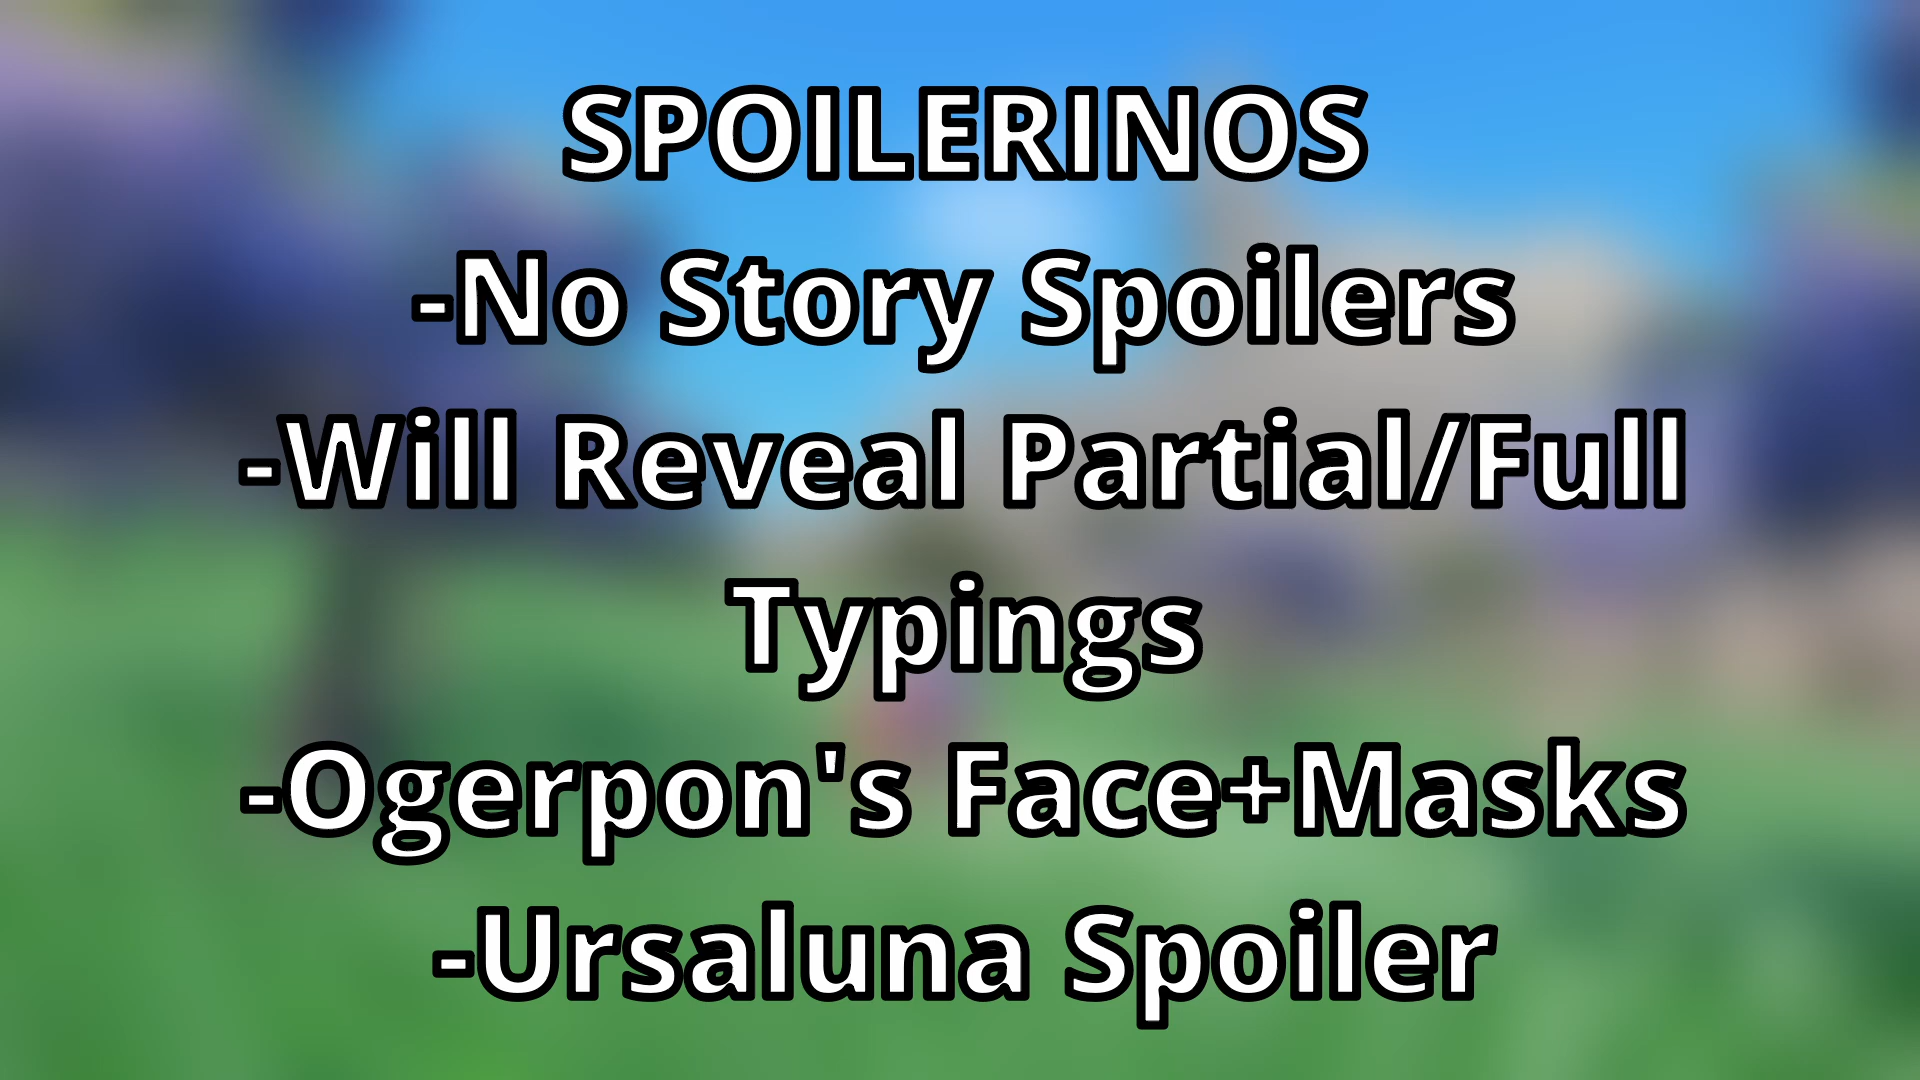 SPOILERINOS
-No Story Spoilers
-Will Reveal Partial/Full
Typings
-Ogerpon's Face+Masks
-Ursaluna Spoiler